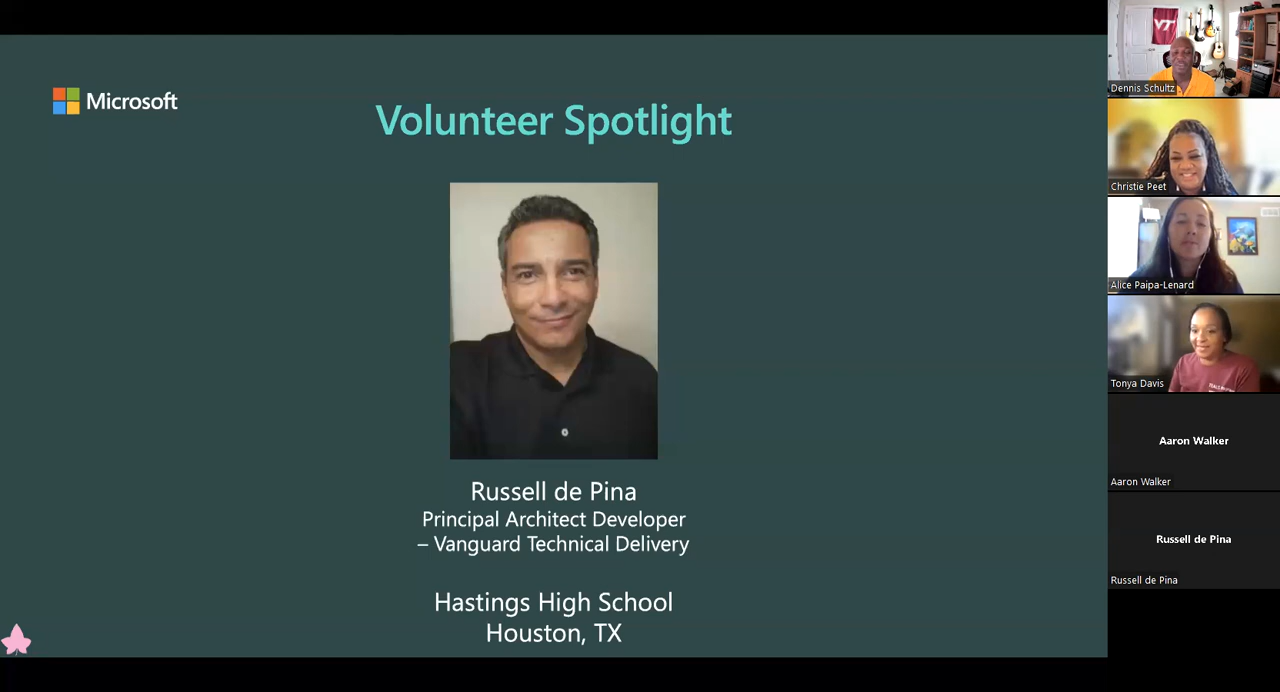 Microsoft
Volunteer Spotlight
Russell de Pina
Principal Architect Developer
– Vanguard Technical Delivery
Hastings High School
Houston, TX
VT
Dennis Schultz
Christie Peet
Alice Paipa-Lenard
Tonya Davis
Aaron Walker
Aaron Walker
Russell de Pina
Russell de Pina